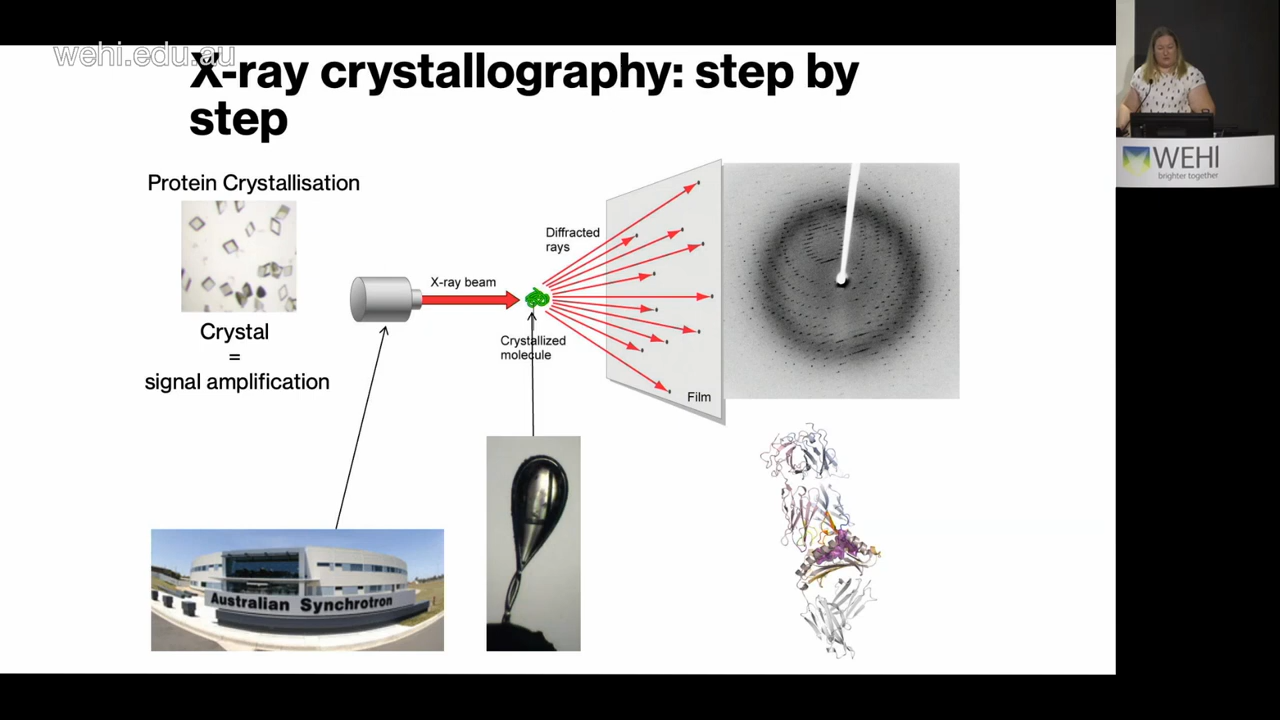 wehi.edu.au
X-ray crystallography: step by
step
Protein Crystallisation
Crystal
=
signal amplification
X-ray beam
Diffracted
rays
Crystallized
molecule
Film
Australian Synchrotron
WEHI
brighter together